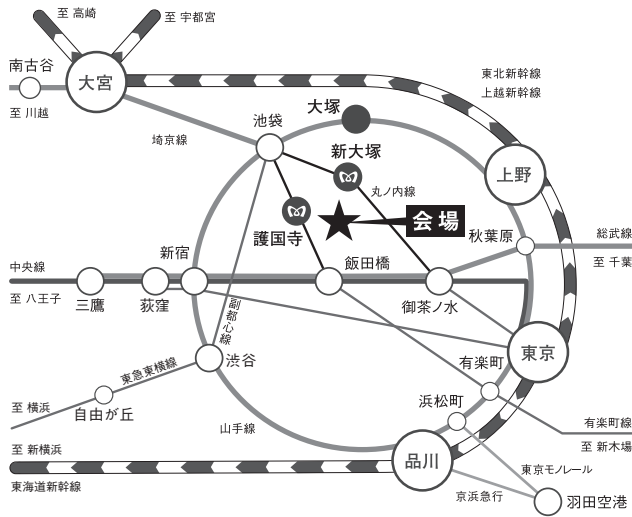 至 高崎
至 宇都宮
南古谷
大宮
至 川越
東北新幹線
上越新幹線
埼京線
池袋
大塚
新大塚
上野
丸ノ内線
護国寺
会場
秋葉原
総武線
至 千葉
新宿
飯田橋
中央線
至 八王子
三鷹
荻窪
御茶ノ水
副都心線
渋谷
東京
有楽町
東急東横線
自由が丘
至 横浜
浜松町
山手線
有楽町線
至 新木場
至 新横浜
品川
東海道新幹線
東京モノレール
京浜急行
羽田空港